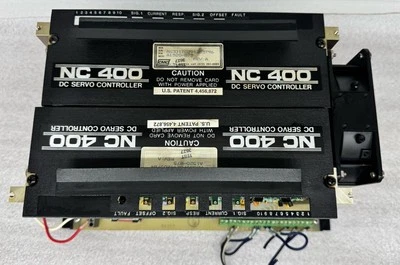 1 2 3 4 5 6 7 8 9 10 SIG.1 CURRENT RESP. SIG.2 OFFSET FAULT
NC 400 NC 400
DC SERVO CONTROLLER DC SERVO CONTROLLER
CAUTION
DO NOT REMOVE CARD
WITH POWER APPLIED
U.S. PATENT 4,458,872
U.S. PATENT 4,458,872
WITH POWER APPLIED
DO NOT REMOVE CARD
CAUTION
DC SERVO CONTROLLER DC SERVO CONTROLLER
NC 400 NC 400
FAULT OFFSET SIG.2 RESP. CURRENT SIG.1 1 2 3 4 5 6 7 8 9 10